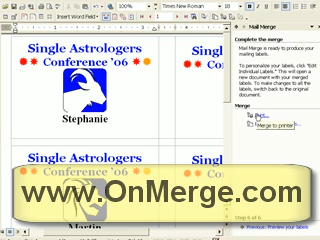 100%
Insert Word Field
Times New Roman
18
Mail Merge
Single Astrologers
Conference '06
Stephanie
Single Astrologers
Conference '06
Martin
Complete the merge
Mail Merge is ready to produce your
mailing labels.
To personalize your labels, click "Edit
Individual Labels." This will open a
new document with your merged
labels. To make changes to all the
labels, switch back to the original
document.
Merge
Print...
Merge to printer
www.OnMerge.com
Step 6 of 6
Previous: Preview your labels